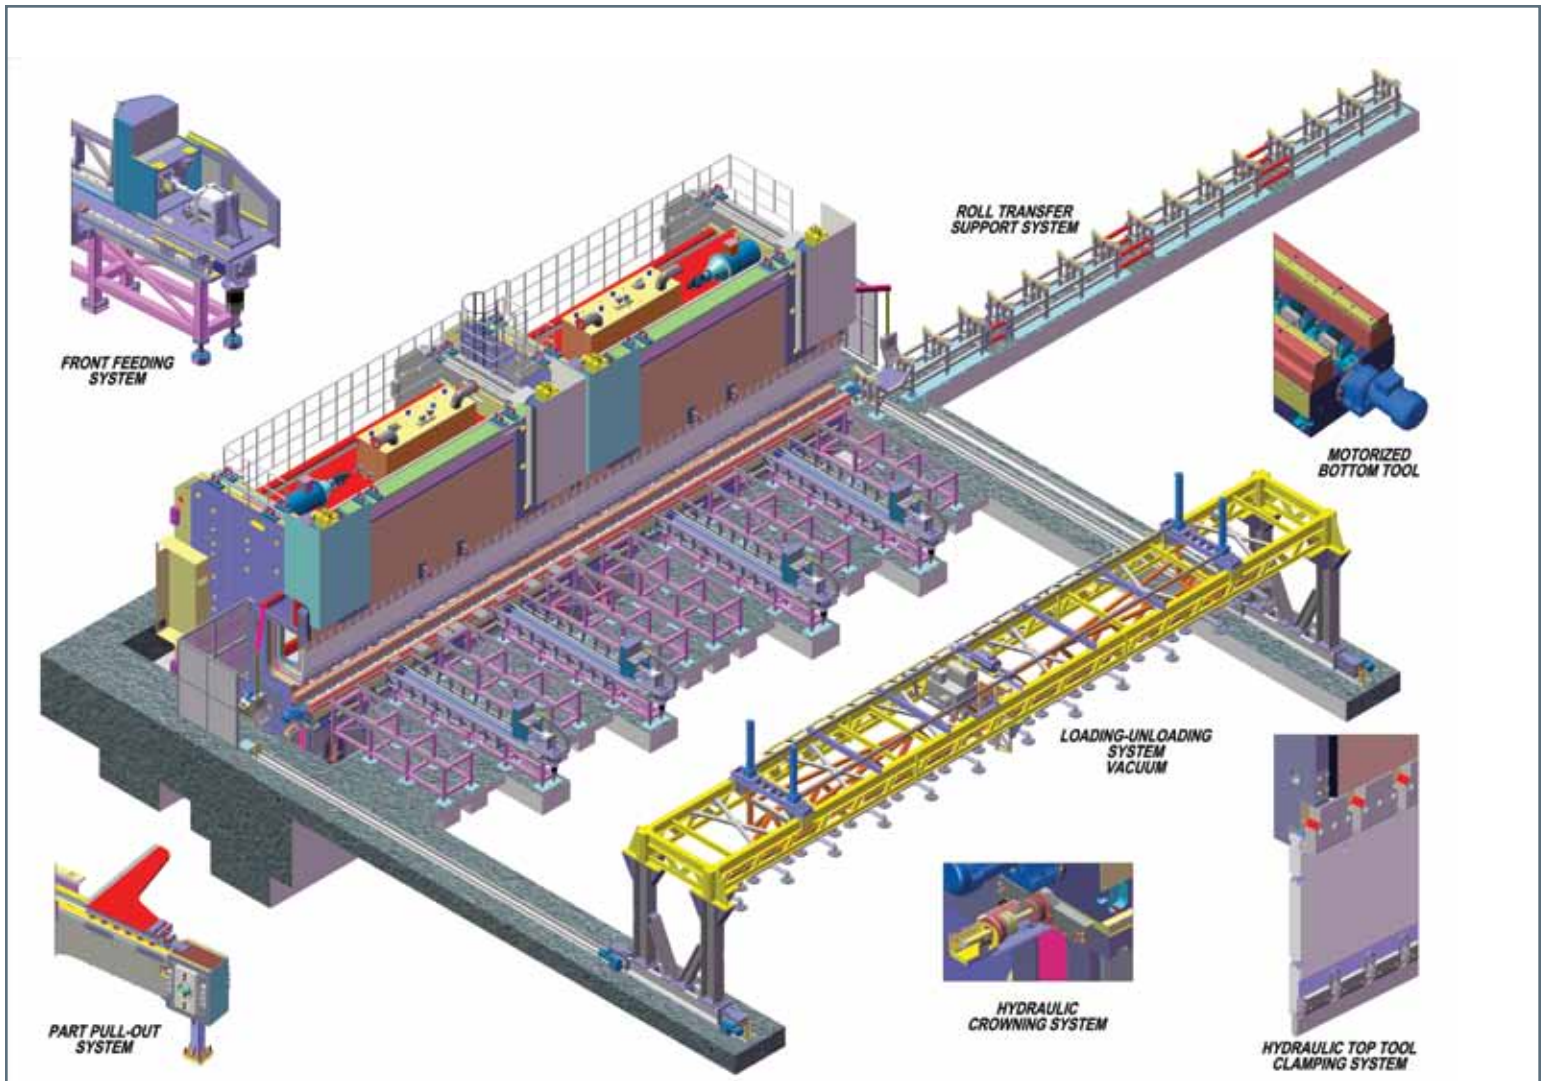 FRONT FEEDING
SYSTEM
ROLL TRANSFER
SUPPORT SYSTEM
MOTORIZED
BOTTOM TOOL
LOADING-UNLOADING
SYSTEM
VACUUM
PART PULL-OUT
SYSTEM
HYDRAULIC
CROWNING SYSTEM
HYDRAULIC TOP TOOL
CLAMPING SYSTEM